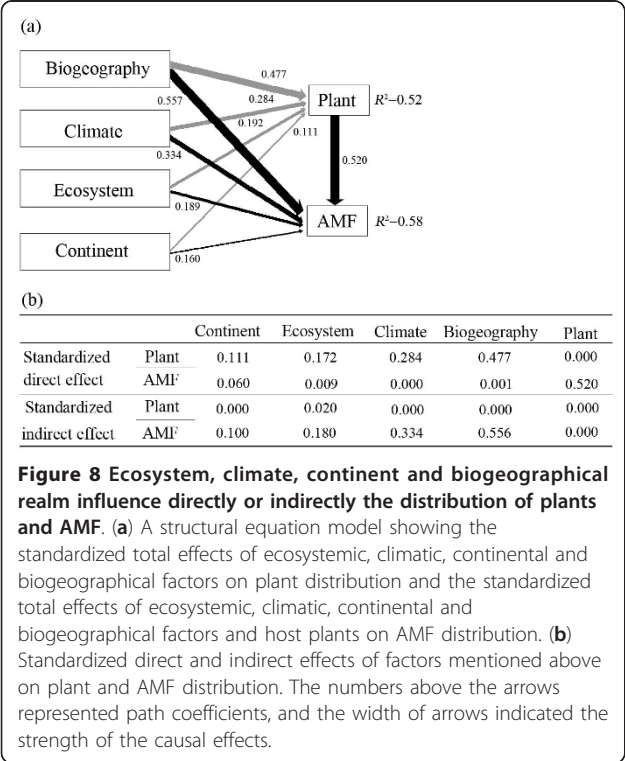 (a)
Biogeography
0.477
0.557
0.284
Plant
R²–0.52
Climate
0.192
0.111
0.334
0.520
Ecosystem
0.189
AMF
R²–0.58
Continent
0.160
(b)
Continent Ecosystem Climate Biogeography Plant
Standardized Plant 0.111 0.172 0.284 0.477 0.000
direct effect AMF 0.060 0.009 0.000 0.001 0.520
Standardized Plant 0.000 0.020 0.000 0.000 0.000
indirect effect AMF 0.100 0.180 0.334 0.556 0.000
Figure 8 Ecosystem, climate, continent and biogeographical
realm influence directly or indirectly the distribution of plants
and AMF. (a) A structural equation model showing the
standardized total effects of ecosystemic, climatic, continental and
biogeographical factors on plant distribution and the standardized
total effects of ecosystemic, climatic, continental and
biogeographical factors and host plants on AMF distribution. (b)
Standardized direct and indirect effects of factors mentioned above
on plant and AMF distribution. The numbers above the arrows
represented path coefficients, and the width of arrows indicated the
strength of the causal effects.